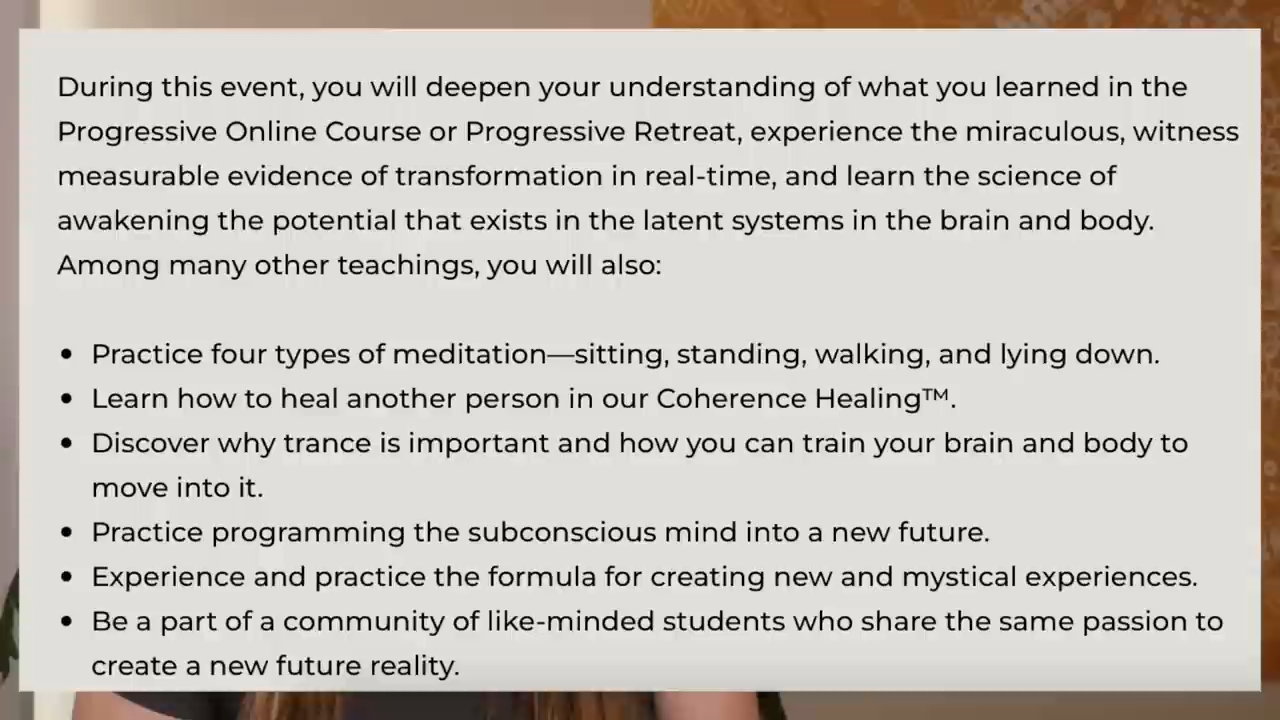 During this event, you will deepen your understanding of what you learned in the
Progressive Online Course or Progressive Retreat, experience the miraculous, witness
measurable evidence of transformation in real-time, and learn the science of
awakening the potential that exists in the latent systems in the brain and body.
Among many other teachings, you will also:
• Practice four types of meditation—sitting, standing, walking, and lying down.
• Learn how to heal another person in our Coherence Healing™.
• Discover why trance is important and how you can train your brain and body to
move into it.
• Practice programming the subconscious mind into a new future.
• Experience and practice the formula for creating new and mystical experiences.
• Be a part of a community of like-minded students who share the same passion to
create a new future reality.